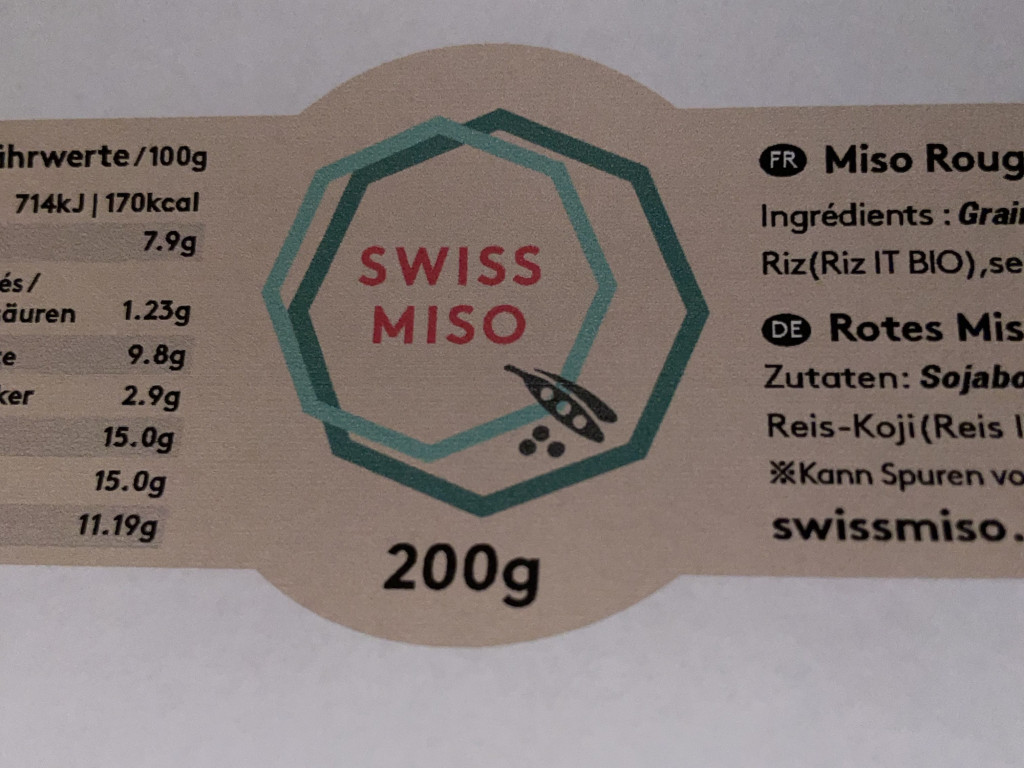 ährwerte/100g
714kJ | 170kcal
7.9g
és/
äuren 1.23g
e 9.8g
ker 2.9g
15.0g
15.0g
11.19g
SWISS
MISO
200g
FR Miso Roug
Ingrédients : Grain
Riz(Riz IT BIO),se
DE Rotes Mis
Zutaten: Sojabo
Reis-Koji(Reis I
※Kann Spuren vo
swissmiso.